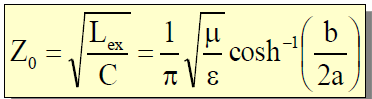 Z₀ = √(Lₑₓ / C) = (1 / π) √(μ / ε) cosh⁻¹ (b / 2a)